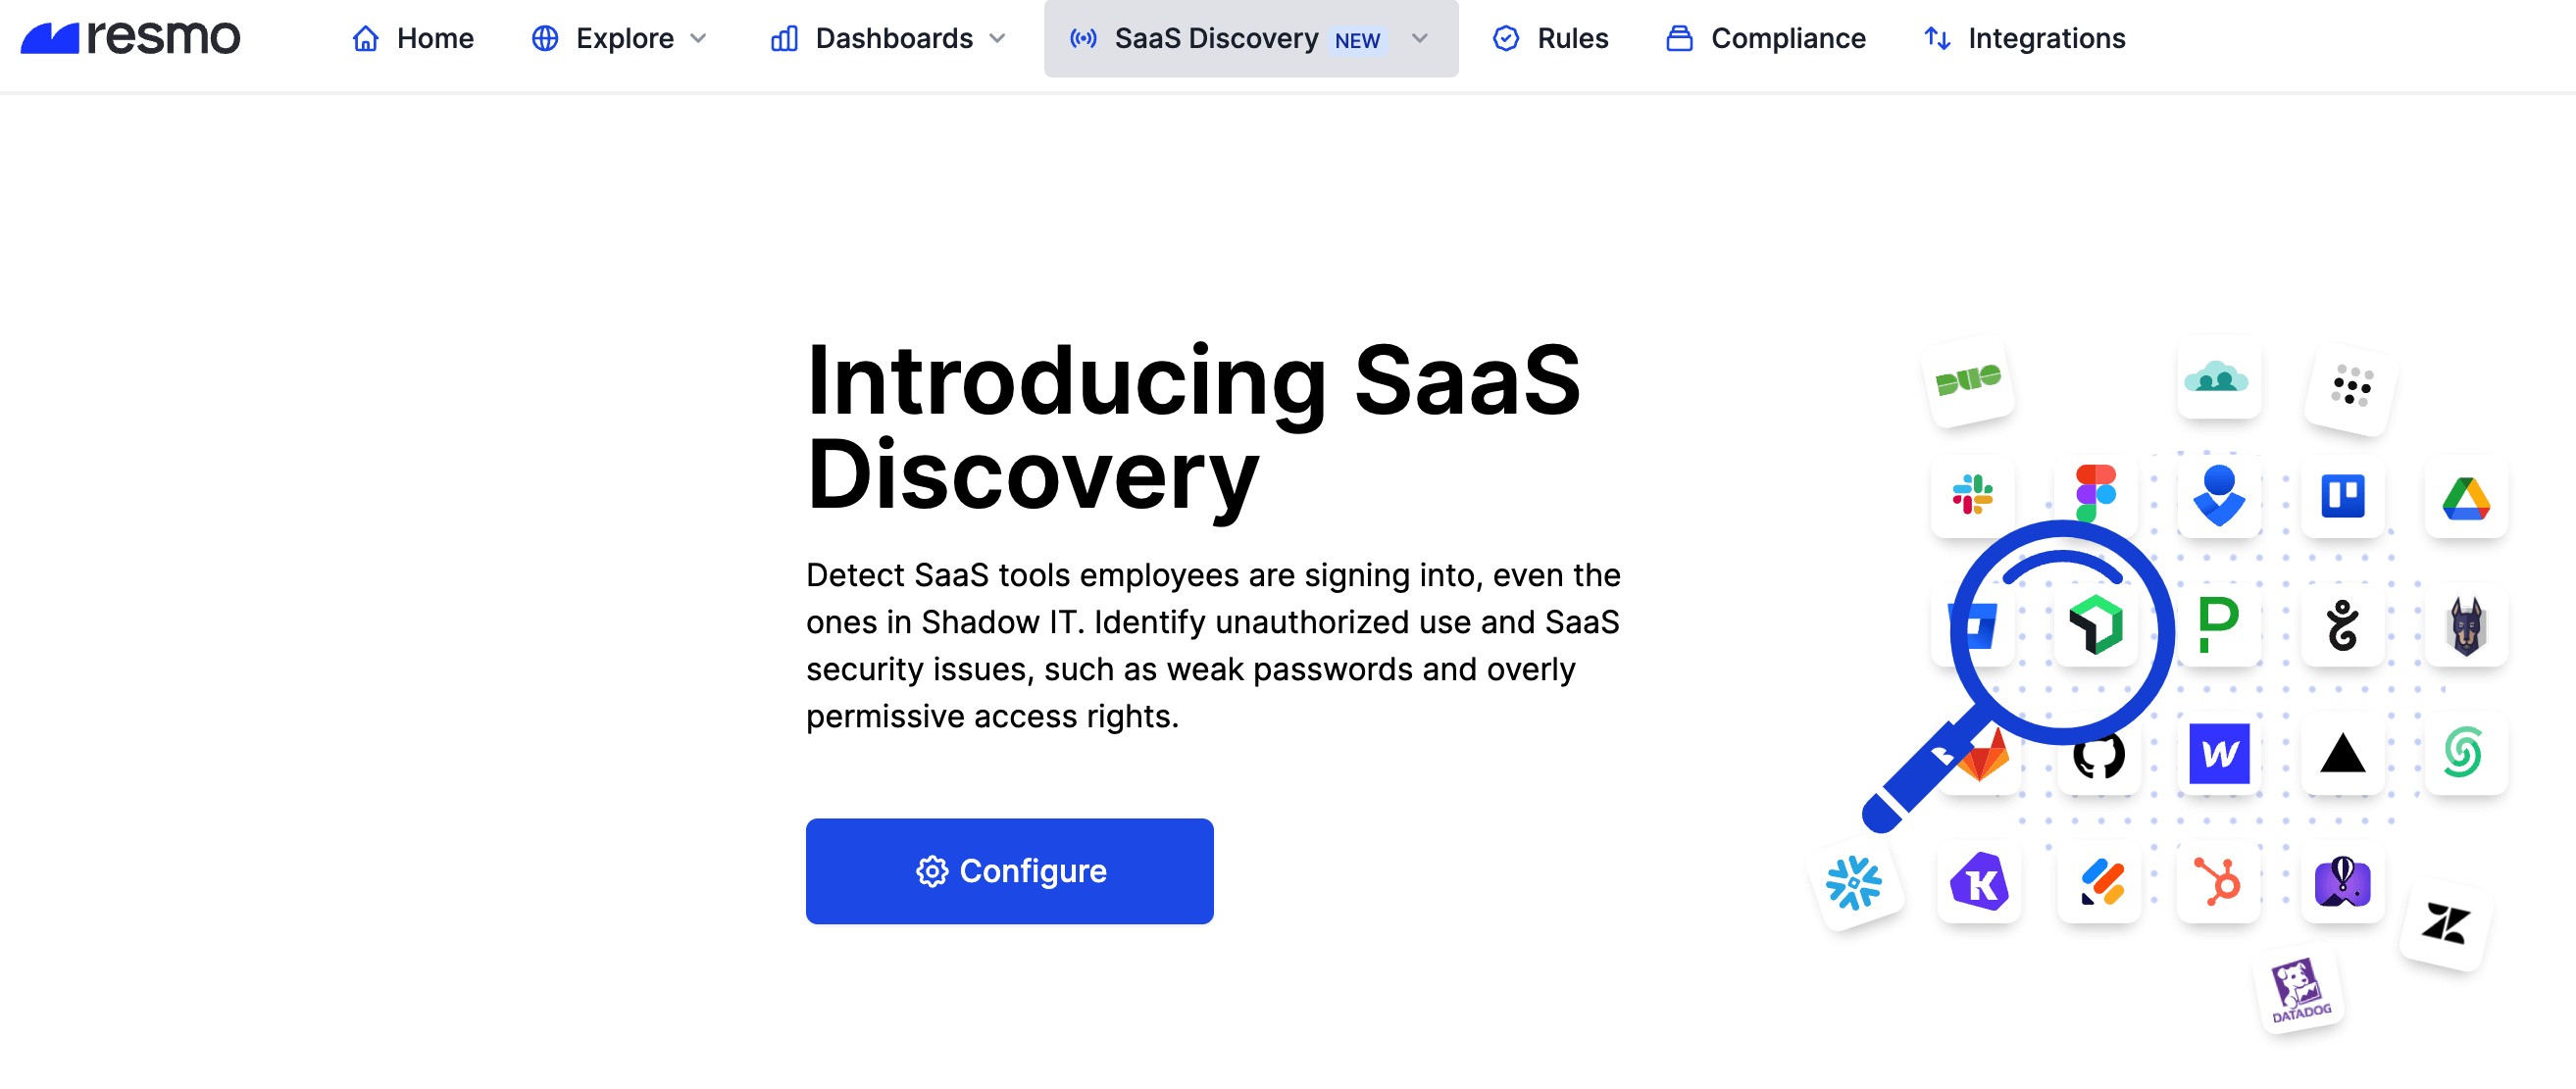 resmo Home Explore Dashboards SaaS Discovery NEW Rules Compliance Integrations
Introducing SaaS
Discovery
Detect SaaS tools employees are signing into, even the
ones in Shadow IT. Identify unauthorized use and SaaS
security issues, such as weak passwords and overly
permissive access rights.
Configure
DUO
DATADOG